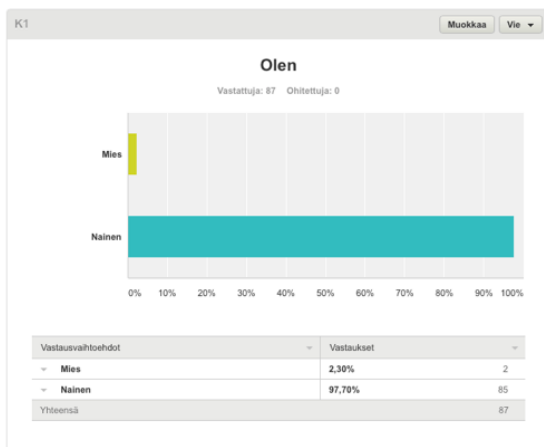 K1
Muokkaa
Vie
Olen
Vastattuja: 87 Ohitettuja: 0
Mies
Nainen
0% 10% 20% 30% 40% 50% 60% 70% 80% 90% 100%
Vastausvaihtoehdot Vastaukset
Mies 2,30% 2
Nainen 97,70% 85
Yhteensä 87